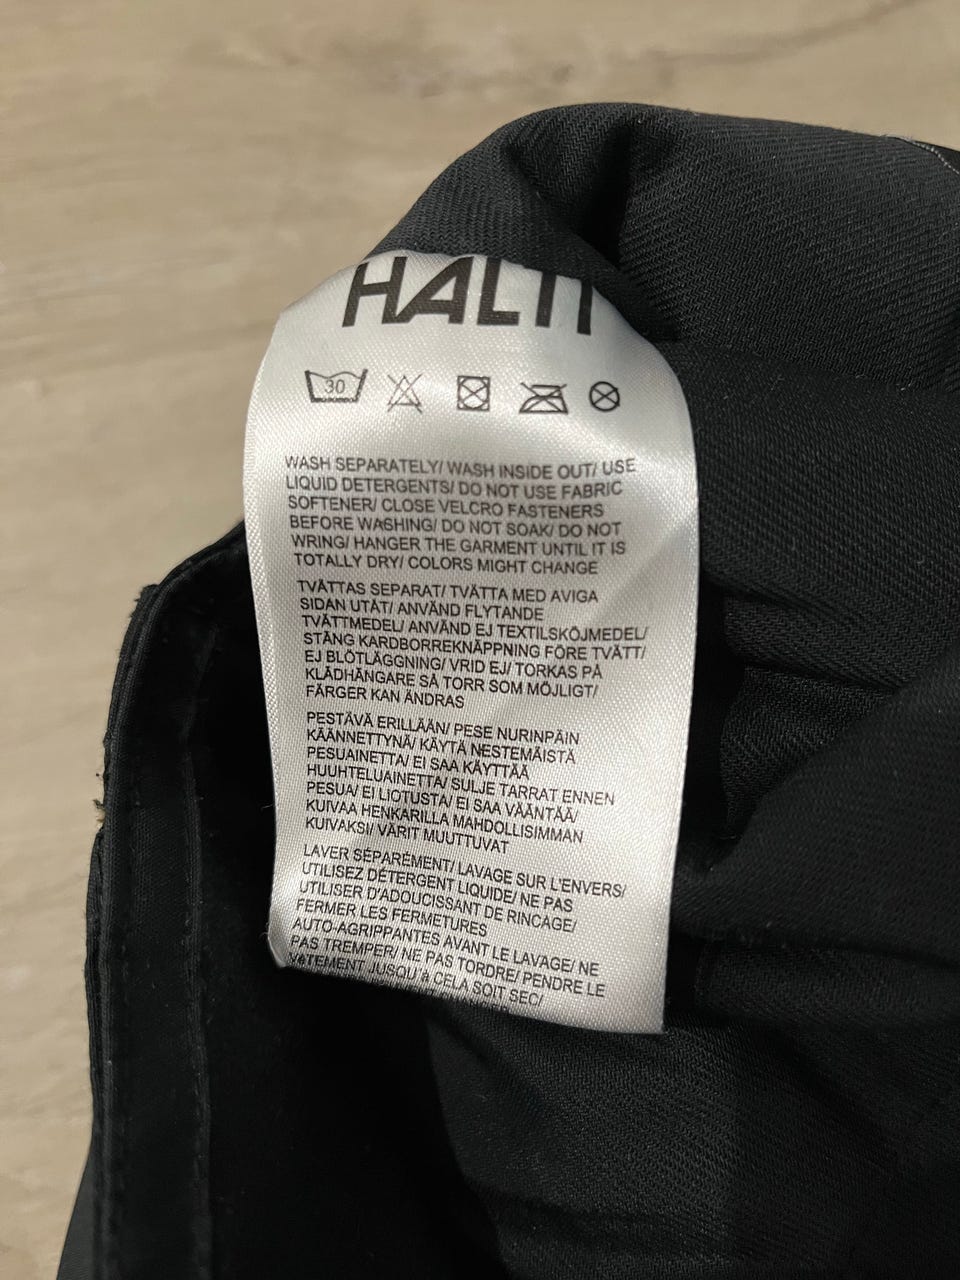 HALTI
30
WASH SEPARATELY/ WASH INSIDE OUT/ USE
LIQUID DETERGENTS/ DO NOT USE FABRIC
SOFTENER/ CLOSE VELCRO FASTENERS
BEFORE WASHING/ DO NOT SOAK/ DO NOT
WRING/ HANGER THE GARMENT UNTIL IT IS
TOTALLY DRY/ COLORS MIGHT CHANGE
TVÄTTAS SEPARAT/ TVÄTTA MED AVIGA
SIDAN UTÅT/ ANVÄND FLYTANDE
TVÄTTMEDEL/ ANVÄND EJ TEXTILSKÖJMEDEL/
STÄNG KARDBORREKNÄPPNING FÖRE TVÄTT/
EJ BLÖTLÄGGNING/ VRID EJ/ TORKAS PÅ
KLÄDHÄNGARE SÅ TORR SOM MÖJLIGT/
FÄRGER KAN ÄNDRAS
PESTÄVÄ ERILLÄÄN/ PESE NURINPÄIN
KÄÄNNETTYNÄ/ KÄYTÄ NESTEMÄISTÄ
PESUAINETTA/ EI SAA KÄYTTÄÄ
HUUHTELUAINETTA/ SULJE TARRAT ENNEN
PESUA/ EI LIOTUSTA/ EI SAA VÄÄNTÄÄ/
KUIVAA HENKARILLA MAHDOLLISIMMAN
KUIVAKSI/ VÄRIT MUUTTUVAT
LAVER SÉPARÉMENT/ LAVAGE SUR L'ENVERS/
UTILISEZ DÉTERGENT LIQUIDE/ NE PAS
UTILISER D'ADOUCISSANT DE RINCAGE/
FERMER LES FERMETURES
AUTO-AGRIPPANTES AVANT LE LAVAGE/ NE
PAS TREMPER/ NE PAS TORDRE/ PENDRE LE
VÊTEMENT JUSQU'À CELA SOIT SEC/